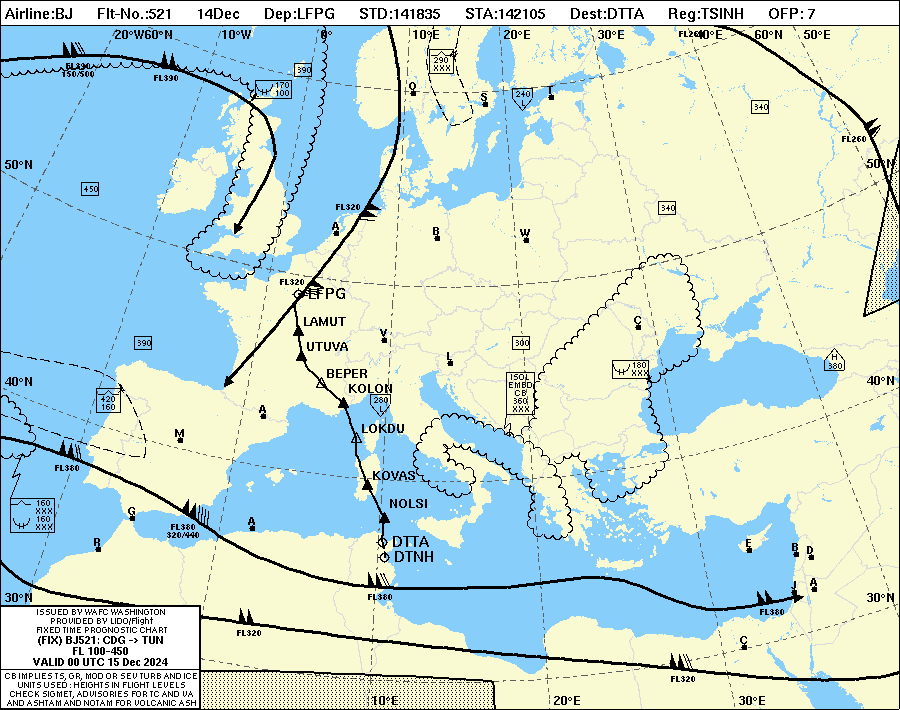 Airline:BJ Flt-No.:521 14Dec Dep:LFPG STD:141835 STA:142105 Dest:DTTA Reg:TSINH OFP: 7
20°W60°N 10°W 0° 10°E 20°E 30°E FL260 40°E 60°N 50°E
FL390
150/500
FL390
390
290
XXX
170
100
O
S
240
L
T
340
FL260
50°N
50°N
450
FL320
340
A
B
W
FL320
LFPG
LAMUT
C
390
UTUVA
V
300
L
H
380
BEPER
180
XXX
40°N
40°N
KOLON
ISOL
EMBD
CB
360
XXX
420
160
280
L
A
LOKDU
M
FL380
KOVAS
160
XXX
160
XXX
NOLSI
G
FL380
320/440
A
R
DTTA
DTNH
E
B
D
FL380
J
A
FL380
30°N
30°N
FL320
C
FL320
ISSUED BY WAFC WASHINGTON
PROVIDED BY LIDO/Flight
FIXED TIME PROGNOSTIC CHART
(FIX) BJ521: CDG -> TUN
FL 100-450
VALID 00 UTC 15 Dec 2024
CB IMPLIES TS, GR, MOD OR SEV TURB AND ICE
UNITS USED: HEIGHTS IN FLIGHT LEVELS
CHECK SIGMET, ADVISORIES FOR TC AND VA
AND ASHTAM AND NOTAM FOR VOLCANIC ASH
10°E 20°E 30°E